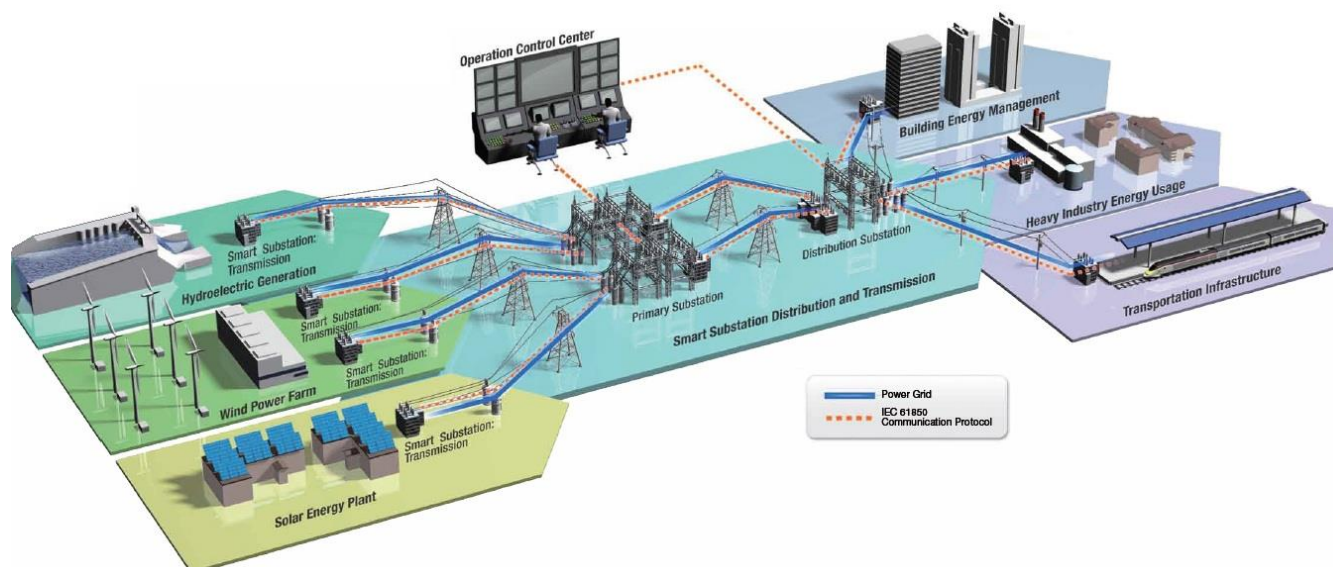 Operation Control Center
Building Energy Management
Heavy Industry Energy Usage
Transportation Infrastructure
Distribution Substation
Primary Substation
Smart Substation Distribution and Transmission
Smart Substation:
Transmission
Hydroelectric Generation
Smart Substation:
Transmission
Smart Substation:
Transmission
Wind Power Farm
Smart Substation:
Transmission
Solar Energy Plant
Power Grid
IEC 61850
Communication Protocol